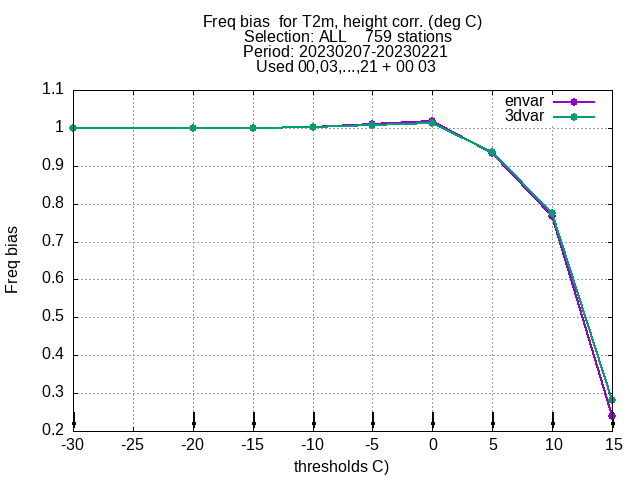 Freq bias  for T2m, height corr. (deg C)
Selection: ALL    759 stations
Period: 20230207-20230221
Used 00,03,...,21 + 00 03
envar
3dvar
1.1
1
0.9
0.8
0.7
0.6
0.5
0.4
0.3
0.2
Freq bias
-30 -25 -20 -15 -10 -5 0 5 10 15
thresholds C)